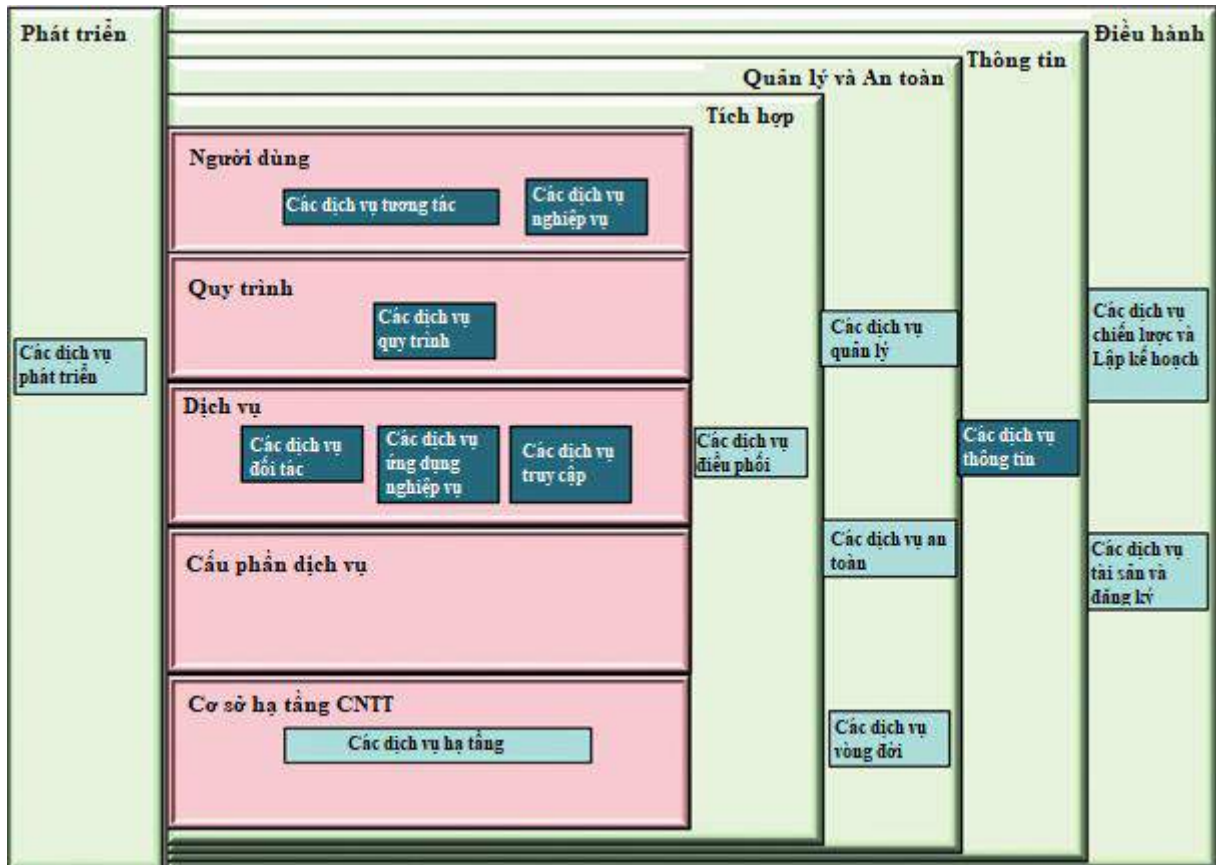 Phát triển
Điều hành
Thông tin
Quản lý và An toàn
Tích hợp
Người dùng
Các dịch vụ tương tác
Các dịch vụ
nghiệp vụ
Quy trình
Các dịch vụ
quy trình
Các dịch vụ
quản lý
Các dịch vụ
chiến lược và
Lập kế hoạch
Các dịch vụ
phát triển
Dịch vụ
Các dịch vụ
đối tác
Các dịch vụ
ứng dụng
nghiệp vụ
Các dịch vụ
truy cập
Các dịch vụ
điều phối
Các dịch vụ
thông tin
Cấu phần dịch vụ
Các dịch vụ an
toàn
Các dịch vụ
tài sản và
đăng ký
Cơ sở hạ tầng CNTT
Các dịch vụ hạ tầng
Các dịch vụ
vòng đời